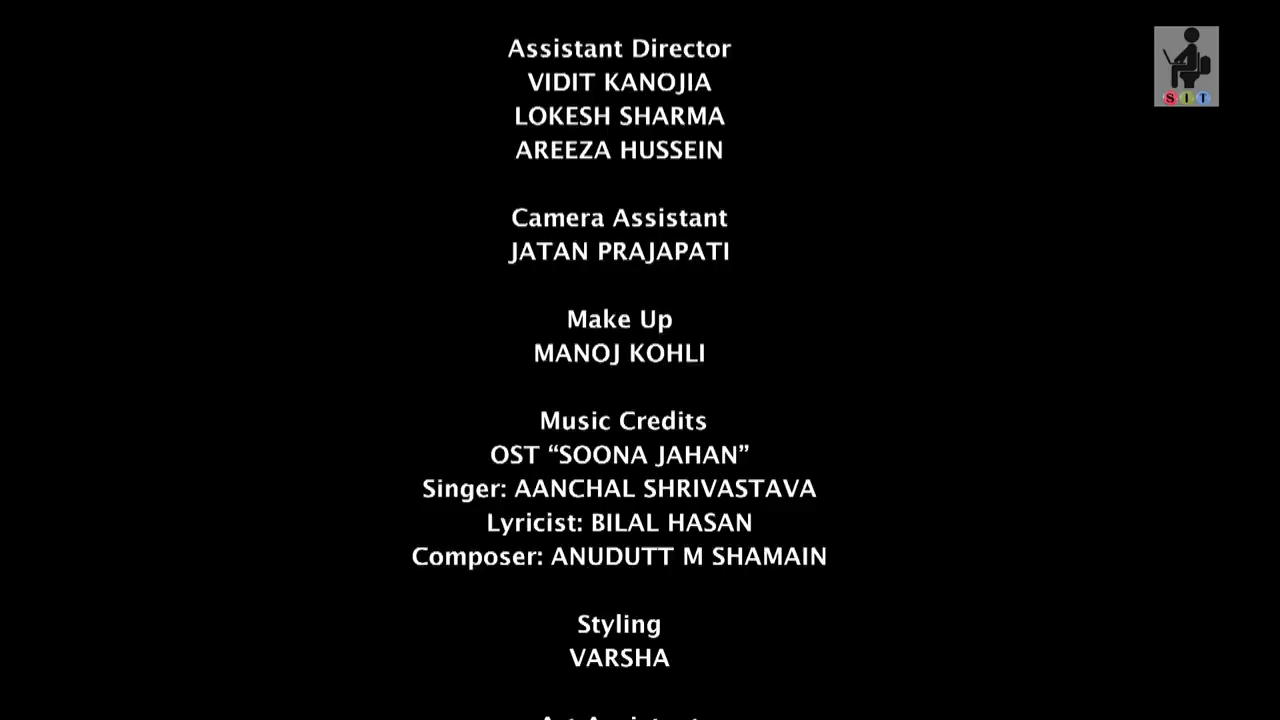 Assistant Director
VIDIT KANOJIA
LOKESH SHARMA
AREEZA HUSSEIN
Camera Assistant
JATAN PRAJAPATI
Make Up
MANOJ KOHLI
Music Credits
OST “SOONA JAHAN”
Singer: AANCHAL SHRIVASTAVA
Lyricist: BILAL HASAN
Composer: ANUDUTT M SHAMAIN
Styling
VARSHA
SIT